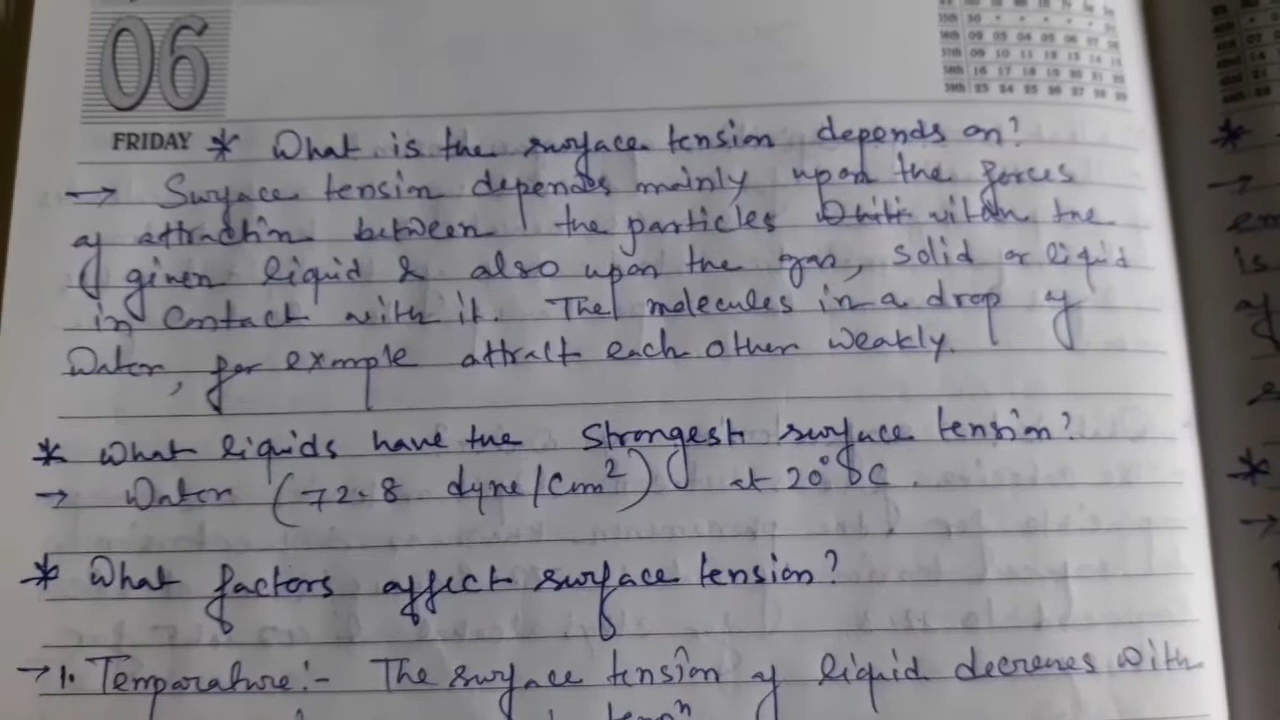 06
FRIDAY * What is the surface tension depends on?
→ Surface tension depends mainly upon the forces
of attraction between the particles within the
given liquid & also upon the gas, solid or liquid
in contact with it. The molecules in a drop of
Water, for exmple attract each other weakly.
* What liquids have the strongest surface tension?
→ Water (72.8 dyne/cm²) at 20°C.
* What factors affect surface tension?
→ 1. Temparature:- The surface tension of liquid decreases with
tempⁿ